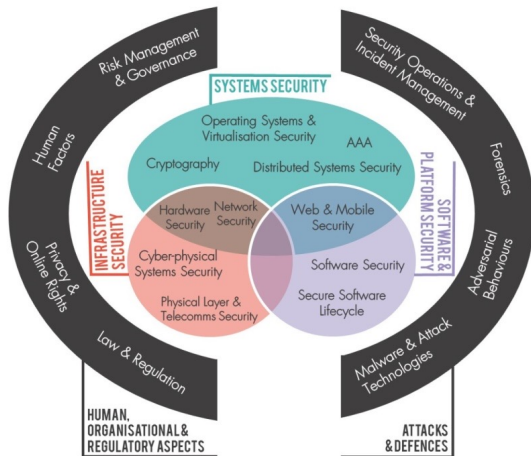 Risk Management
& Governance
Human
Factors
Privacy &
Online Rights
Law & Regulation
HUMAN,
ORGANISATIONAL &
REGULATORY ASPECTS
SYSTEMS SECURITY
Operating Systems &
Virtualisation Security
AAA
Cryptography
Distributed Systems Security
INFRASTRUCTURE
SECURITY
Hardware
Security
Network
Security
Cyber-physical
Systems Security
Physical Layer &
Telecomms Security
Web & Mobile
Security
Software Security
Secure Software
Lifecycle
SOFTWARE &
PLATFORM SECURITY
Security Operations &
Incident Management
Forensics
Adversarial
Behaviours
Malware & Attack
Technologies
ATTACKS
& DEFENCES